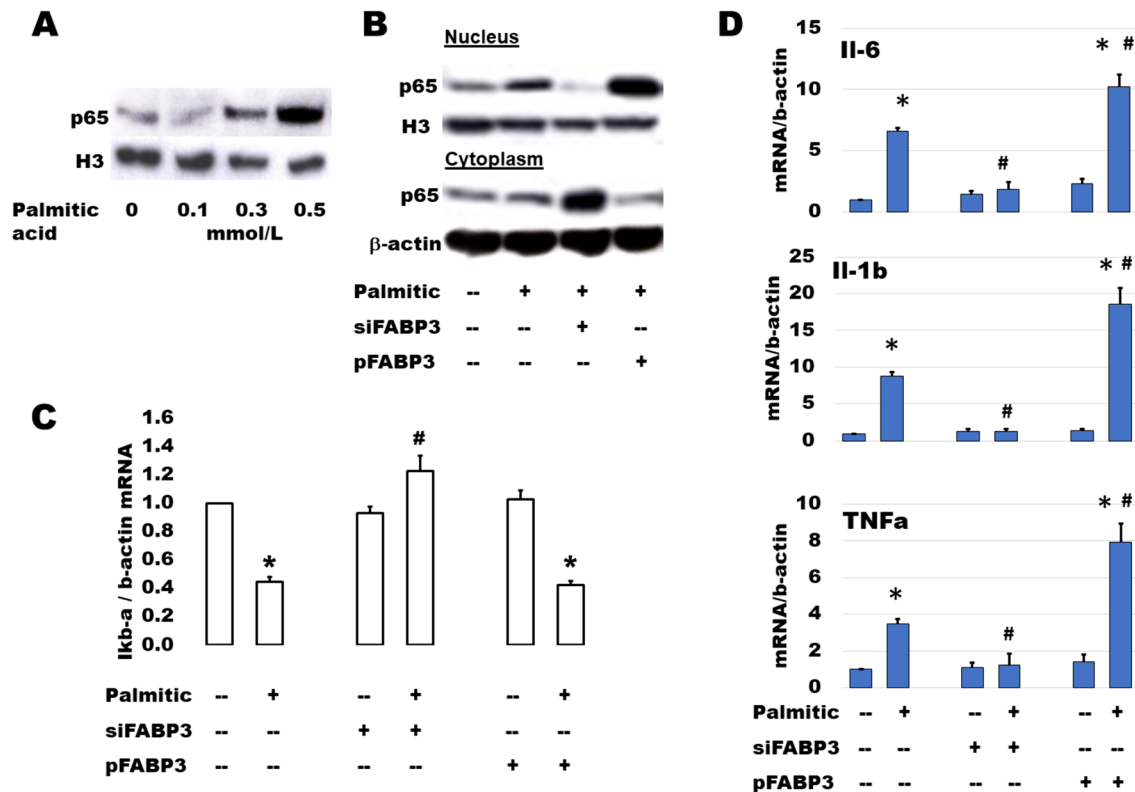 A
p65
H3
Palmitic acid 0 0.1 0.3 0.5
mmol/L
B
Nucleus
p65
H3
Cytoplasm
p65
β-actin
Palmitic -- + + +
siFABP3 -- -- + --
pFABP3 -- -- -- +
C
Ikb-a / b-actin mRNA
1.6
1.4
1.2
1.0
0.8
0.6
0.4
0.2
0.0
* # *
Palmitic -- + -- + -- +
siFABP3 -- -- + + -- --
pFABP3 -- -- -- -- + +
D
Il-6
mRNA/b-actin
15
10
5
0
* # * #
Il-1b
mRNA/b-actin
25
20
15
10
5
0
* # * #
TNFa
mRNA/b-actin
10
8
6
4
2
0
* # * #
Palmitic -- + -- + -- +
siFABP3 -- -- + + -- --
pFABP3 -- -- -- -- + +